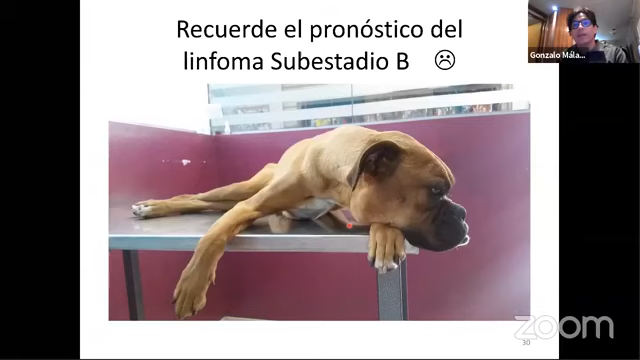 Recuerde el pronóstico del
linfoma Subestadio B ☹
Gonzalo Mála...
zoom
30